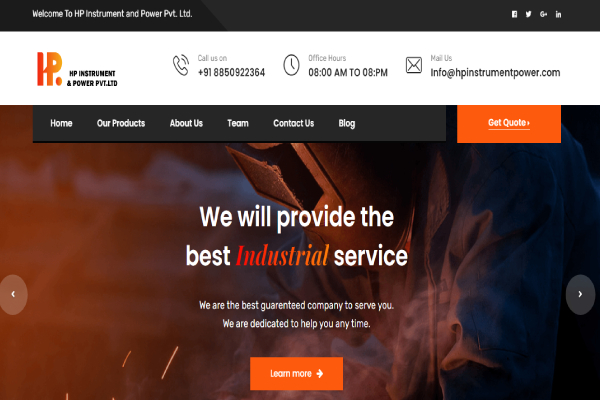 Welcome To HP Instrument and Power Pvt. Ltd.
HP.
HP INSTRUMENT
& POWER PVT.LTD
Call us on
+91 8850922364
Office Hours
08:00 AM TO 08:PM
Mail Us
Info@hpinstrumentpower.com
Home Our Products About Us Team Contact Us Blog
Get Quote
We will provide the
best Industrial service
We are the best guarenteed company to serve you.
We are dedicated to help you any time.
Learn more